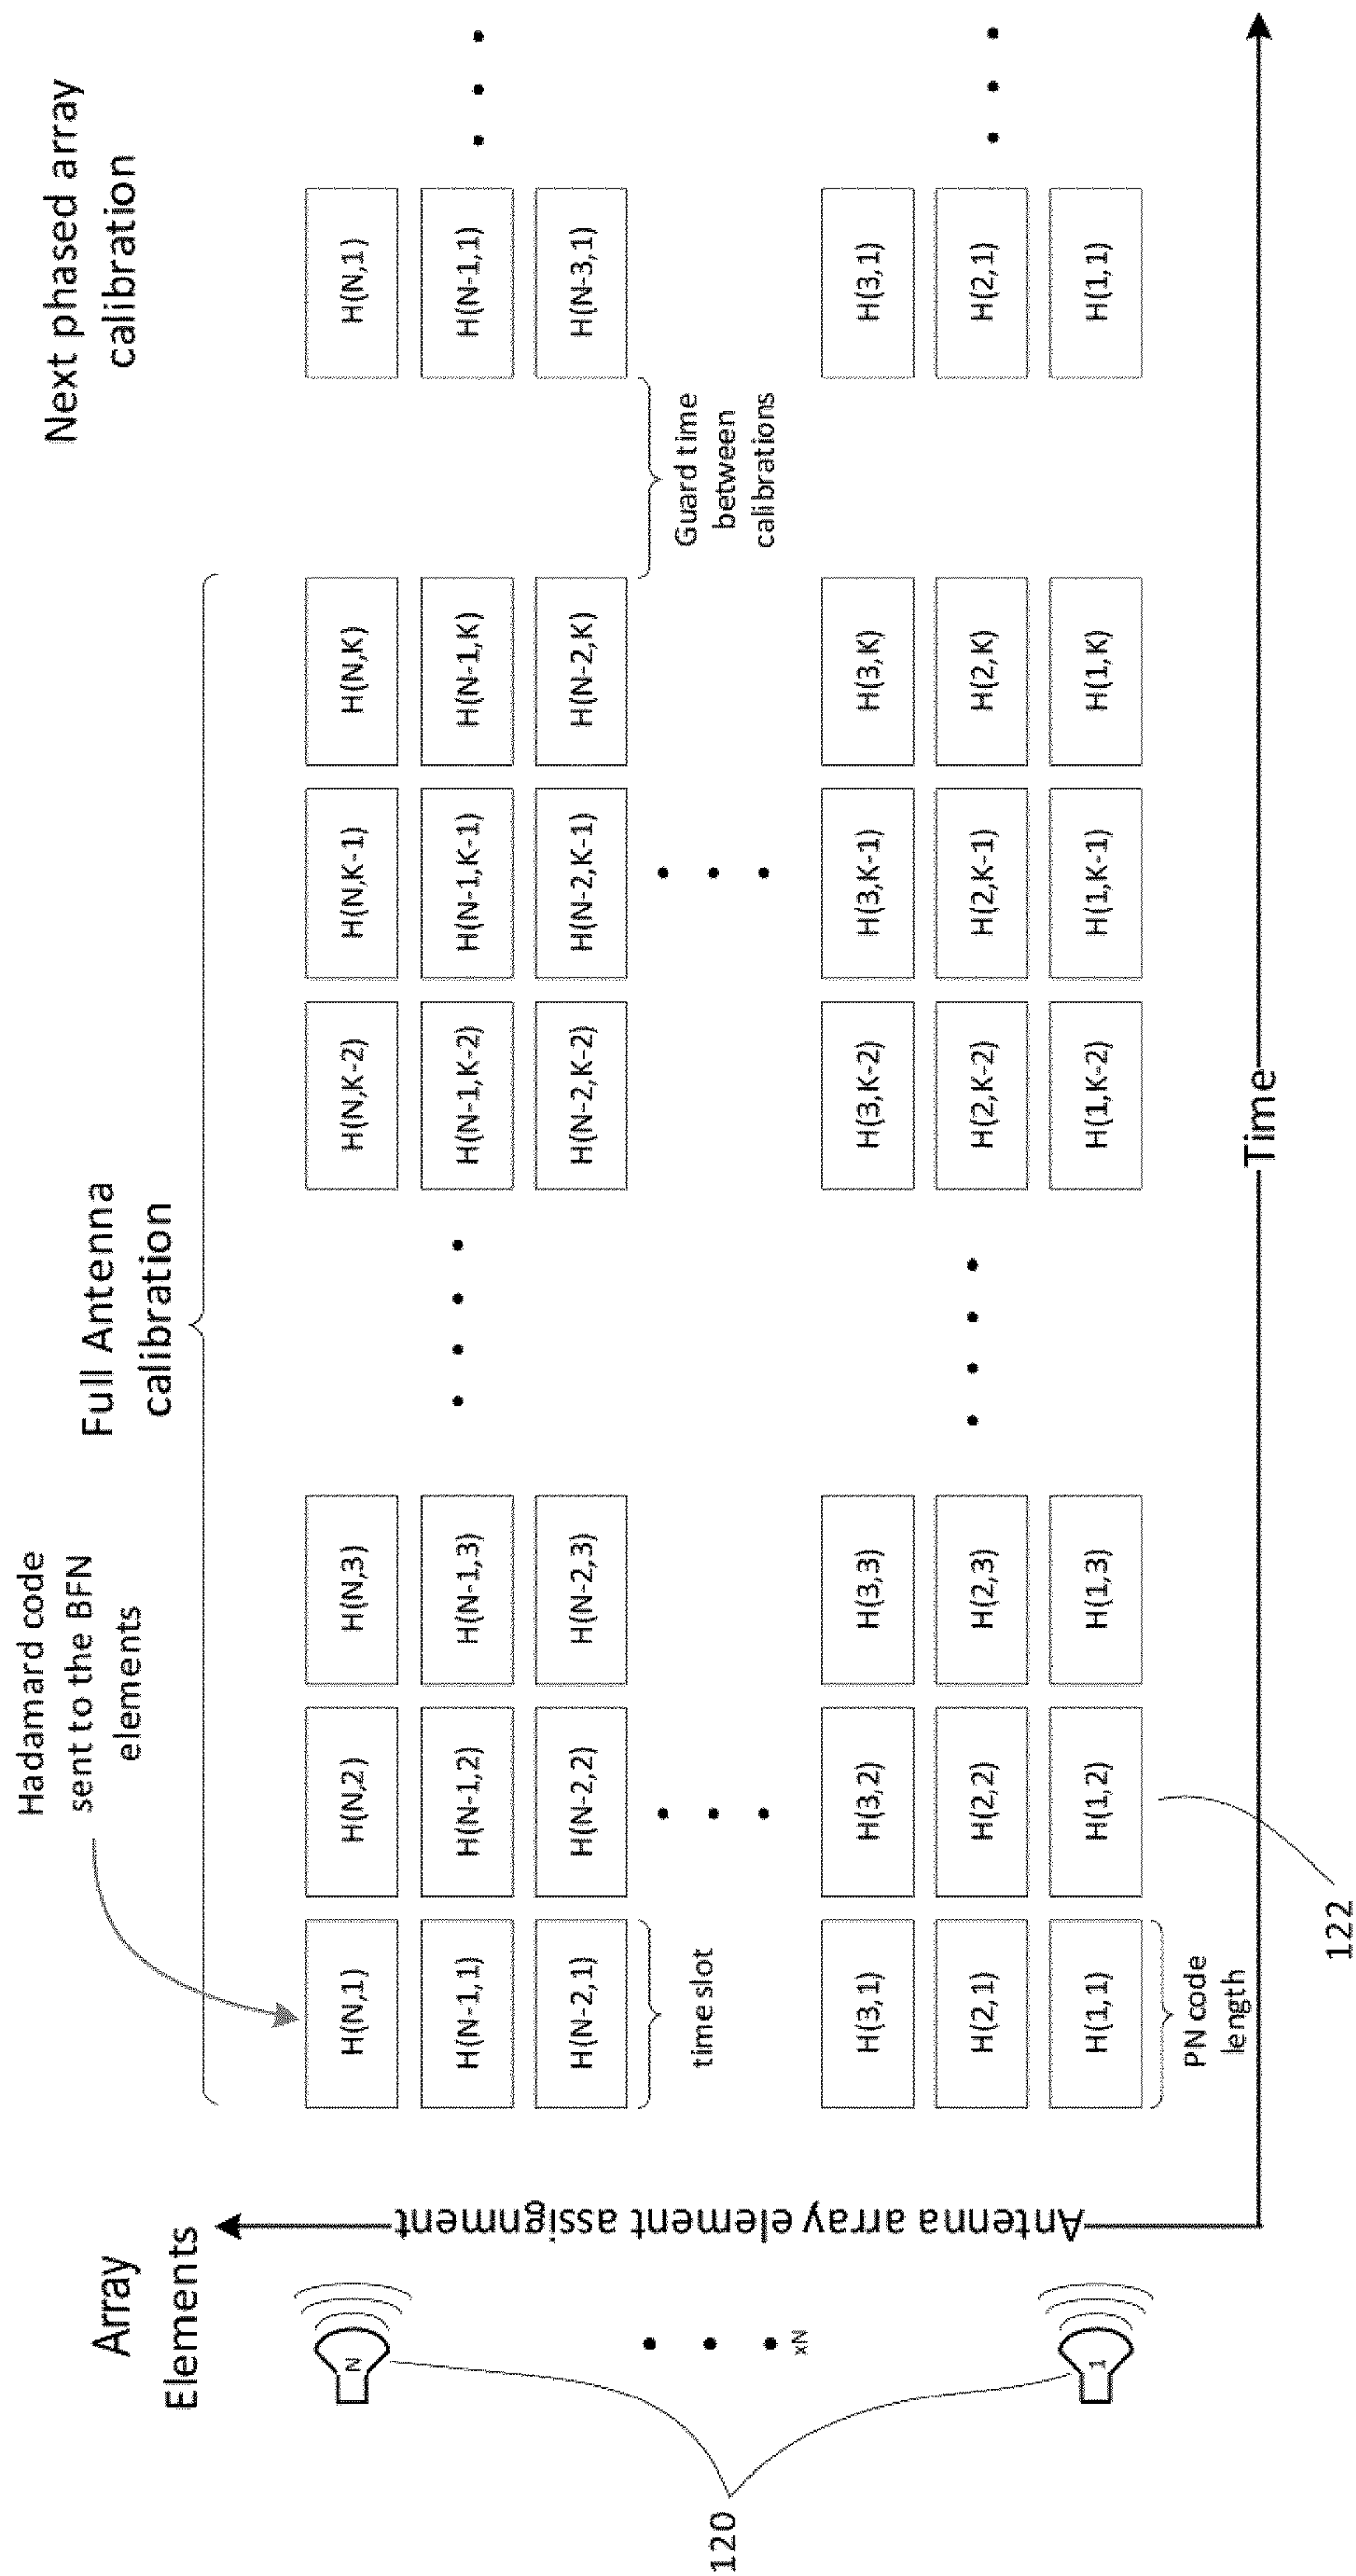 Array
Elements
Hadamard code
sent to the BFN
elements
Full Antenna
calibration
Next phased array
calibration
N
xN
1
120
Antenna array element assignment
H(N,1)
H(N,2)
H(N,3)
H(N,K-2)
H(N,K-1)
H(N,K)
H(N,1)
H(N-1,1)
H(N-1,2)
H(N-1,3)
H(N-1,K-2)
H(N-1,K-1)
H(N-1,K)
H(N-1,1)
H(N-2,1)
H(N-2,2)
H(N-2,3)
H(N-2,K-2)
H(N-2,K-1)
H(N-2,K)
H(N-3,1)
time slot
Guard time
between
calibrations
H(3,1)
H(3,2)
H(3,3)
H(3,K-2)
H(3,K-1)
H(3,K)
H(3,1)
H(2,1)
H(2,2)
H(2,3)
H(2,K-2)
H(2,K-1)
H(2,K)
H(2,1)
H(1,1)
H(1,2)
H(1,3)
H(1,K-2)
H(1,K-1)
H(1,K)
H(1,1)
PN code
length
122
Time